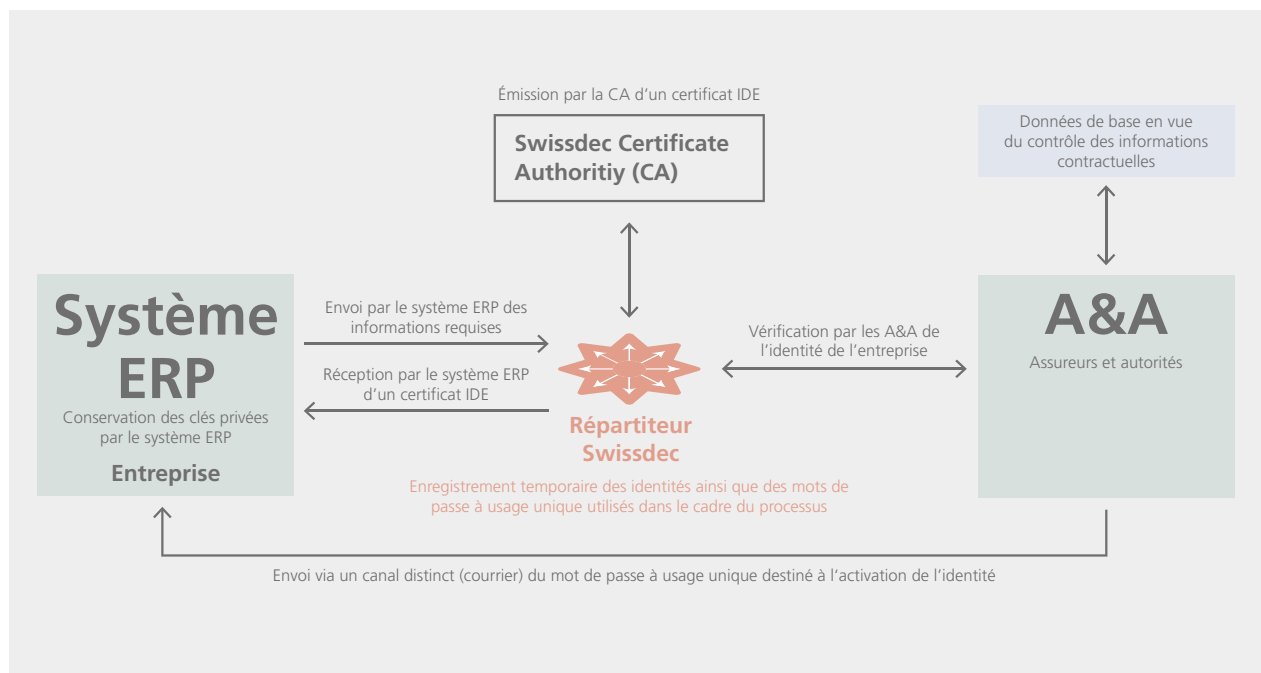 Émission par la CA d’un certificat IDE
Swissdec Certificate
Authoritiy (CA)
Données de base en vue
du contrôle des informations
contractuelles
Système
ERP
Conservation des clés privées
par le système ERP
Entreprise
Envoi par le système ERP des
informations requises
Réception par le système ERP
d’un certificat IDE
Répartiteur
Swissdec
Enregistrement temporaire des identités ainsi que des mots de
passe à usage unique utilisés dans le cadre du processus
Vérification par les A&A de
l’identité de l’entreprise
A&A
Assureurs et autorités
Envoi via un canal distinct (courrier) du mot de passe à usage unique destiné à l‘activation de l’identité